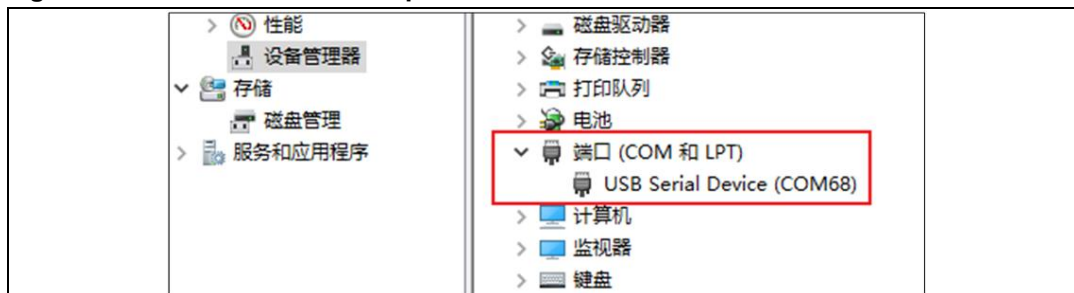 性能
设备管理器
存储
磁盘管理
服务和应用程序
磁盘驱动器
存储控制器
打印队列
电池
端口 (COM 和 LPT)
USB Serial Device (COM68)
计算机
监视器
键盘